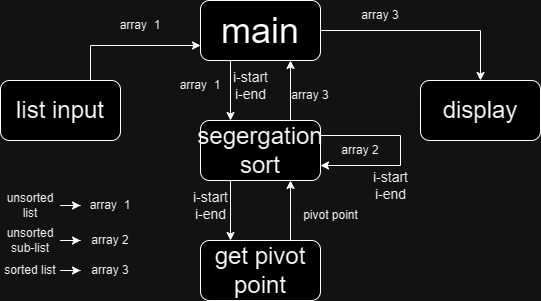 array 1
main
array 3
list input
array 1
i-start
i-end
array 3
display
segergation
sort
array 2
i-start
i-end
i-start
i-end
pivot point
get pivot
point
unsorted
list
array 1
unsorted
sub-list
array 2
sorted list
array 3